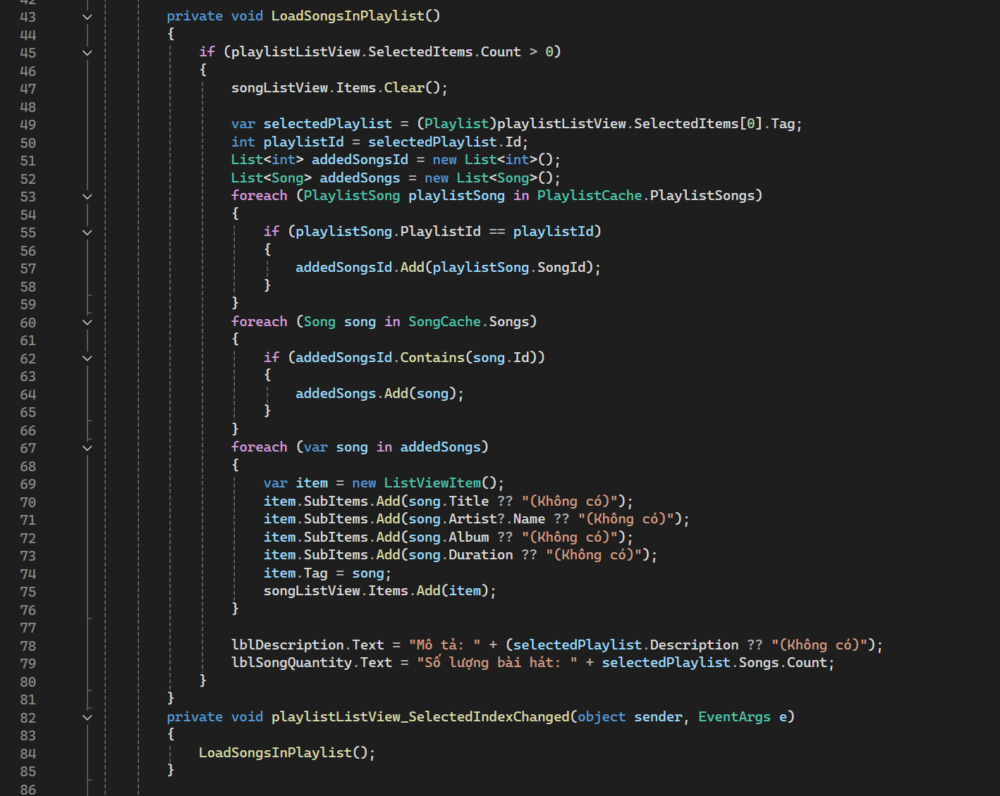 43 private void LoadSongsInPlaylist()
44 {
45 if (playlistListView.SelectedItems.Count > 0)
46 {
47 songListView.Items.Clear();
48
49 var selectedPlaylist = (Playlist)playlistListView.SelectedItems[0].Tag;
50 int playlistId = selectedPlaylist.Id;
51 List<int> addedSongsId = new List<int>();
52 List<Song> addedSongs = new List<Song>();
53 foreach (PlaylistSong playlistSong in PlaylistCache.PlaylistSongs)
54 {
55 if (playlistSong.PlaylistId == playlistId)
56 {
57 addedSongsId.Add(playlistSong.SongId);
58 }
59 }
60 foreach (Song song in SongCache.Songs)
61 {
62 if (addedSongsId.Contains(song.Id))
63 {
64 addedSongs.Add(song);
65 }
66 }
67 foreach (var song in addedSongs)
68 {
69 var item = new ListViewItem();
70 item.SubItems.Add(song.Title ?? "(Không có)");
71 item.SubItems.Add(song.Artist?.Name ?? "(Không có)");
72 item.SubItems.Add(song.Album ?? "(Không có)");
73 item.SubItems.Add(song.Duration ?? "(Không có)");
74 item.Tag = song;
75 songListView.Items.Add(item);
76 }
77
78 lblDescription.Text = "Mô tả: " + (selectedPlaylist.Description ?? "(Không có)");
79 lblSongQuantity.Text = "Số lượng bài hát: " + selectedPlaylist.Songs.Count;
80 }
81 }
82 private void playlistListView_SelectedIndexChanged(object sender, EventArgs e)
83 {
84 LoadSongsInPlaylist();
85 }
86